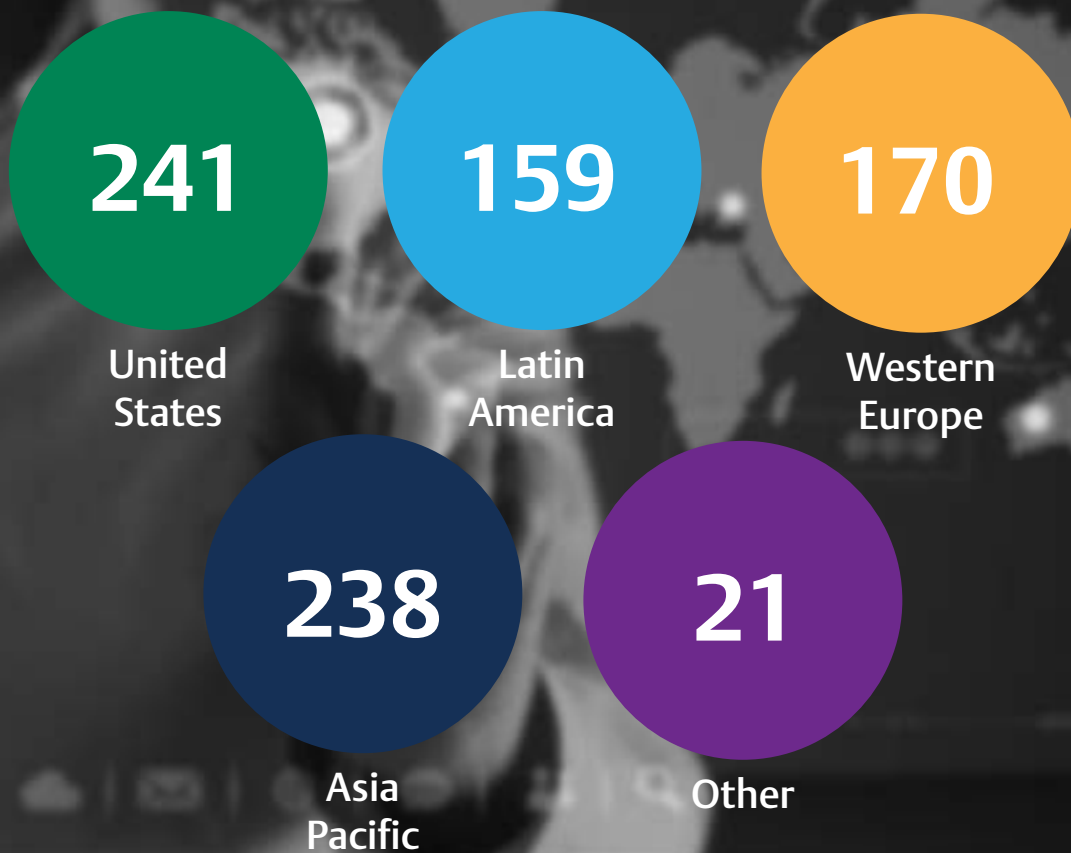 241
United
States
159
Latin
America
170
Western
Europe
238
Asia
Pacific
21
Other